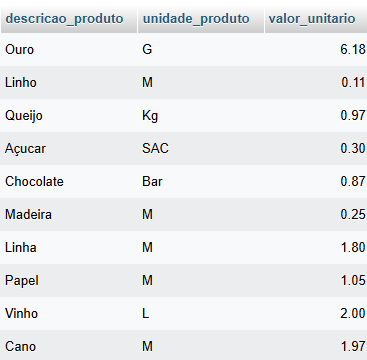 descricao_produto unidade_produto valor_unitario
Ouro G 6.18
Linho M 0.11
Queijo Kg 0.97
Açucar SAC 0.30
Chocolate Bar 0.87
Madeira M 0.25
Linha M 1.80
Papel M 1.05
Vinho L 2.00
Cano M 1.97